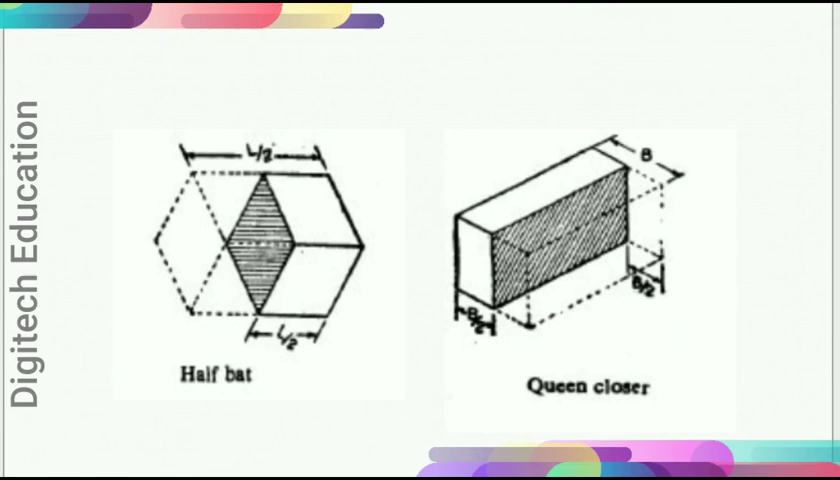 Digitech Education
L/2
L/2
Half bat
B
B/2
B/2
Queen closer